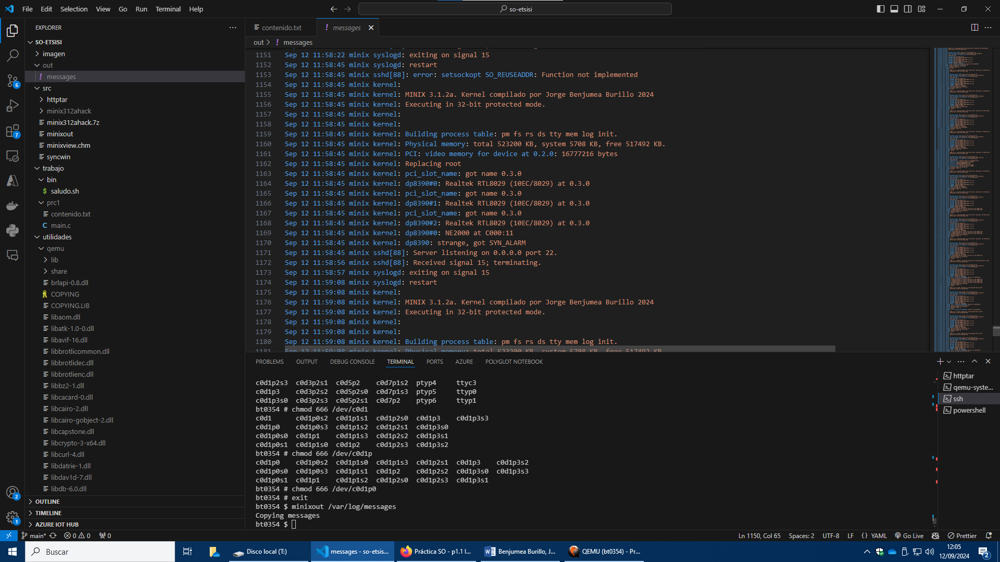 File Edit Selection View Go Run Terminal Help
so-etsisi
EXPLORER
SO-ETSISI
imagen
out
messages
src
httptar
minix312ahack
minix312ahack.7z
minixout
minixview.chm
syncwin
trabajo
bin
saludo.sh
prc1
contenido.txt
main.c
utilidades
qemu
lib
share
brlapi-0.8.dll
COPYING
COPYING.LIB
libaom.dll
libatk-1.0-0.dll
libavif-16.dll
libbrotlicommon.dll
libbrotlidec.dll
libbrotlienc.dll
libbz2-1.dll
libcacard-0.dll
libcairo-2.dll
libcairo-gobject-2.dll
libcapstone.dll
libcrypto-3-x64.dll
libcurl-4.dll
libdatrie-1.dll
libdav1d-7.dll
libdb-6.0.dll
OUTLINE
TIMELINE
AZURE IOT HUB
6
7
2
1
contenido.txt messages
out > messages
1151 Sep 12 11:58:22 minix syslogd: exiting on signal 15
1152 Sep 12 11:58:45 minix syslogd: restart
1153 Sep 12 11:58:45 minix sshd[88]: error: setsockopt SO_REUSEADDR: Function not implemented
1154 Sep 12 11:58:45 minix kernel:
1155 Sep 12 11:58:45 minix kernel: MINIX 3.1.2a. Kernel compilado por Jorge Benjumea Burillo 2024
1156 Sep 12 11:58:45 minix kernel: Executing in 32-bit protected mode.
1157 Sep 12 11:58:45 minix kernel:
1158 Sep 12 11:58:45 minix kernel:
1159 Sep 12 11:58:45 minix kernel: Building process table: pm fs rs ds tty mem log init.
1160 Sep 12 11:58:45 minix kernel: Physical memory: total 523200 KB, system 5708 KB, free 517492 KB.
1161 Sep 12 11:58:45 minix kernel: PCI: video memory for device at 0.2.0: 16777216 bytes
1162 Sep 12 11:58:45 minix kernel: Replacing root
1163 Sep 12 11:58:45 minix kernel: pci_slot_name: got name 0.3.0
1164 Sep 12 11:58:45 minix kernel: dp8390#0: Realtek RTL8029 (10EC/8029) at 0.3.0
1165 Sep 12 11:58:45 minix kernel: pci_slot_name: got name 0.3.0
1166 Sep 12 11:58:45 minix kernel: dp8390#1: Realtek RTL8029 (10EC/8029) at 0.3.0
1167 Sep 12 11:58:45 minix kernel: pci_slot_name: got name 0.3.0
1168 Sep 12 11:58:45 minix kernel: dp8390#2: Realtek RTL8029 (10EC/8029) at 0.3.0
1169 Sep 12 11:58:45 minix kernel: dp8390#0: NE2000 at C000:11
1170 Sep 12 11:58:45 minix kernel: dp8390: strange, got SYN_ALARM
1171 Sep 12 11:58:45 minix sshd[88]: Server listening on 0.0.0.0 port 22.
1172 Sep 12 11:58:56 minix sshd[88]: Received signal 15; terminating.
1173 Sep 12 11:58:57 minix syslogd: exiting on signal 15
1174 Sep 12 11:59:08 minix syslogd: restart
1175 Sep 12 11:59:08 minix kernel:
1176 Sep 12 11:59:08 minix kernel: MINIX 3.1.2a. Kernel compilado por Jorge Benjumea Burillo 2024
1177 Sep 12 11:59:08 minix kernel: Executing in 32-bit protected mode.
1178 Sep 12 11:59:08 minix kernel:
1179 Sep 12 11:59:08 minix kernel:
1180 Sep 12 11:59:08 minix kernel: Building process table: pm fs rs ds tty mem log init.
1181 Sep 12 11:59:08 minix kernel: Physical memory: total 523200 KB, system 5708 KB, free 517492 KB.
PROBLEMS OUTPUT DEBUG CONSOLE TERMINAL PORTS AZURE POLYGLOT NOTEBOOK
c0d1p2s3 c0d3p2s1 c0d5p2 c0d7p1s2 ptyp4 ttyc3
c0d1p3 c0d3p2s2 c0d5p2s0 c0d7p1s3 ptyp5 ttyp0
c0d1p3s0 c0d3p2s3 c0d5p2s1 c0d7p2 ptyp6 ttyp1
bt0354 # chmod 666 /dev/c0d1
c0d1 c0d1p0s2 c0d1p1s1 c0d1p2s0 c0d1p3 c0d1p3s3
c0d1p0 c0d1p0s3 c0d1p1s2 c0d1p2s1 c0d1p3s0
c0d1p0s0 c0d1p1 c0d1p1s3 c0d1p2s2 c0d1p3s1
c0d1p0s1 c0d1p1s0 c0d1p2 c0d1p2s3 c0d1p3s2
bt0354 # chmod 666 /dev/c0d1p
c0d1p0 c0d1p0s2 c0d1p1s0 c0d1p1s3 c0d1p2s1 c0d1p3 c0d1p3s2
c0d1p0s0 c0d1p0s3 c0d1p1s1 c0d1p2 c0d1p2s2 c0d1p3s0 c0d1p3s3
c0d1p0s1 c0d1p1 c0d1p1s2 c0d1p2s0 c0d1p2s3 c0d1p3s1
bt0354 # chmod 666 /dev/c0d1p0
bt0354 # exit
bt0354 $ minixout /var/log/messages
Copying messages
bt0354 $
httptar
qemu-syste...
ssh
powershell
main* 0 0 0
Ln 1150, Col 65 Spaces: 2 UTF-8 LF {} YAML Go Live Prettier
Buscar
Disco local (T:)
messages - so-etsis...
Práctica SO - p1.1 l...
Benjumea Burillo, J...
QEMU (bt0354) - Pr...
12:05
12/09/2024
2